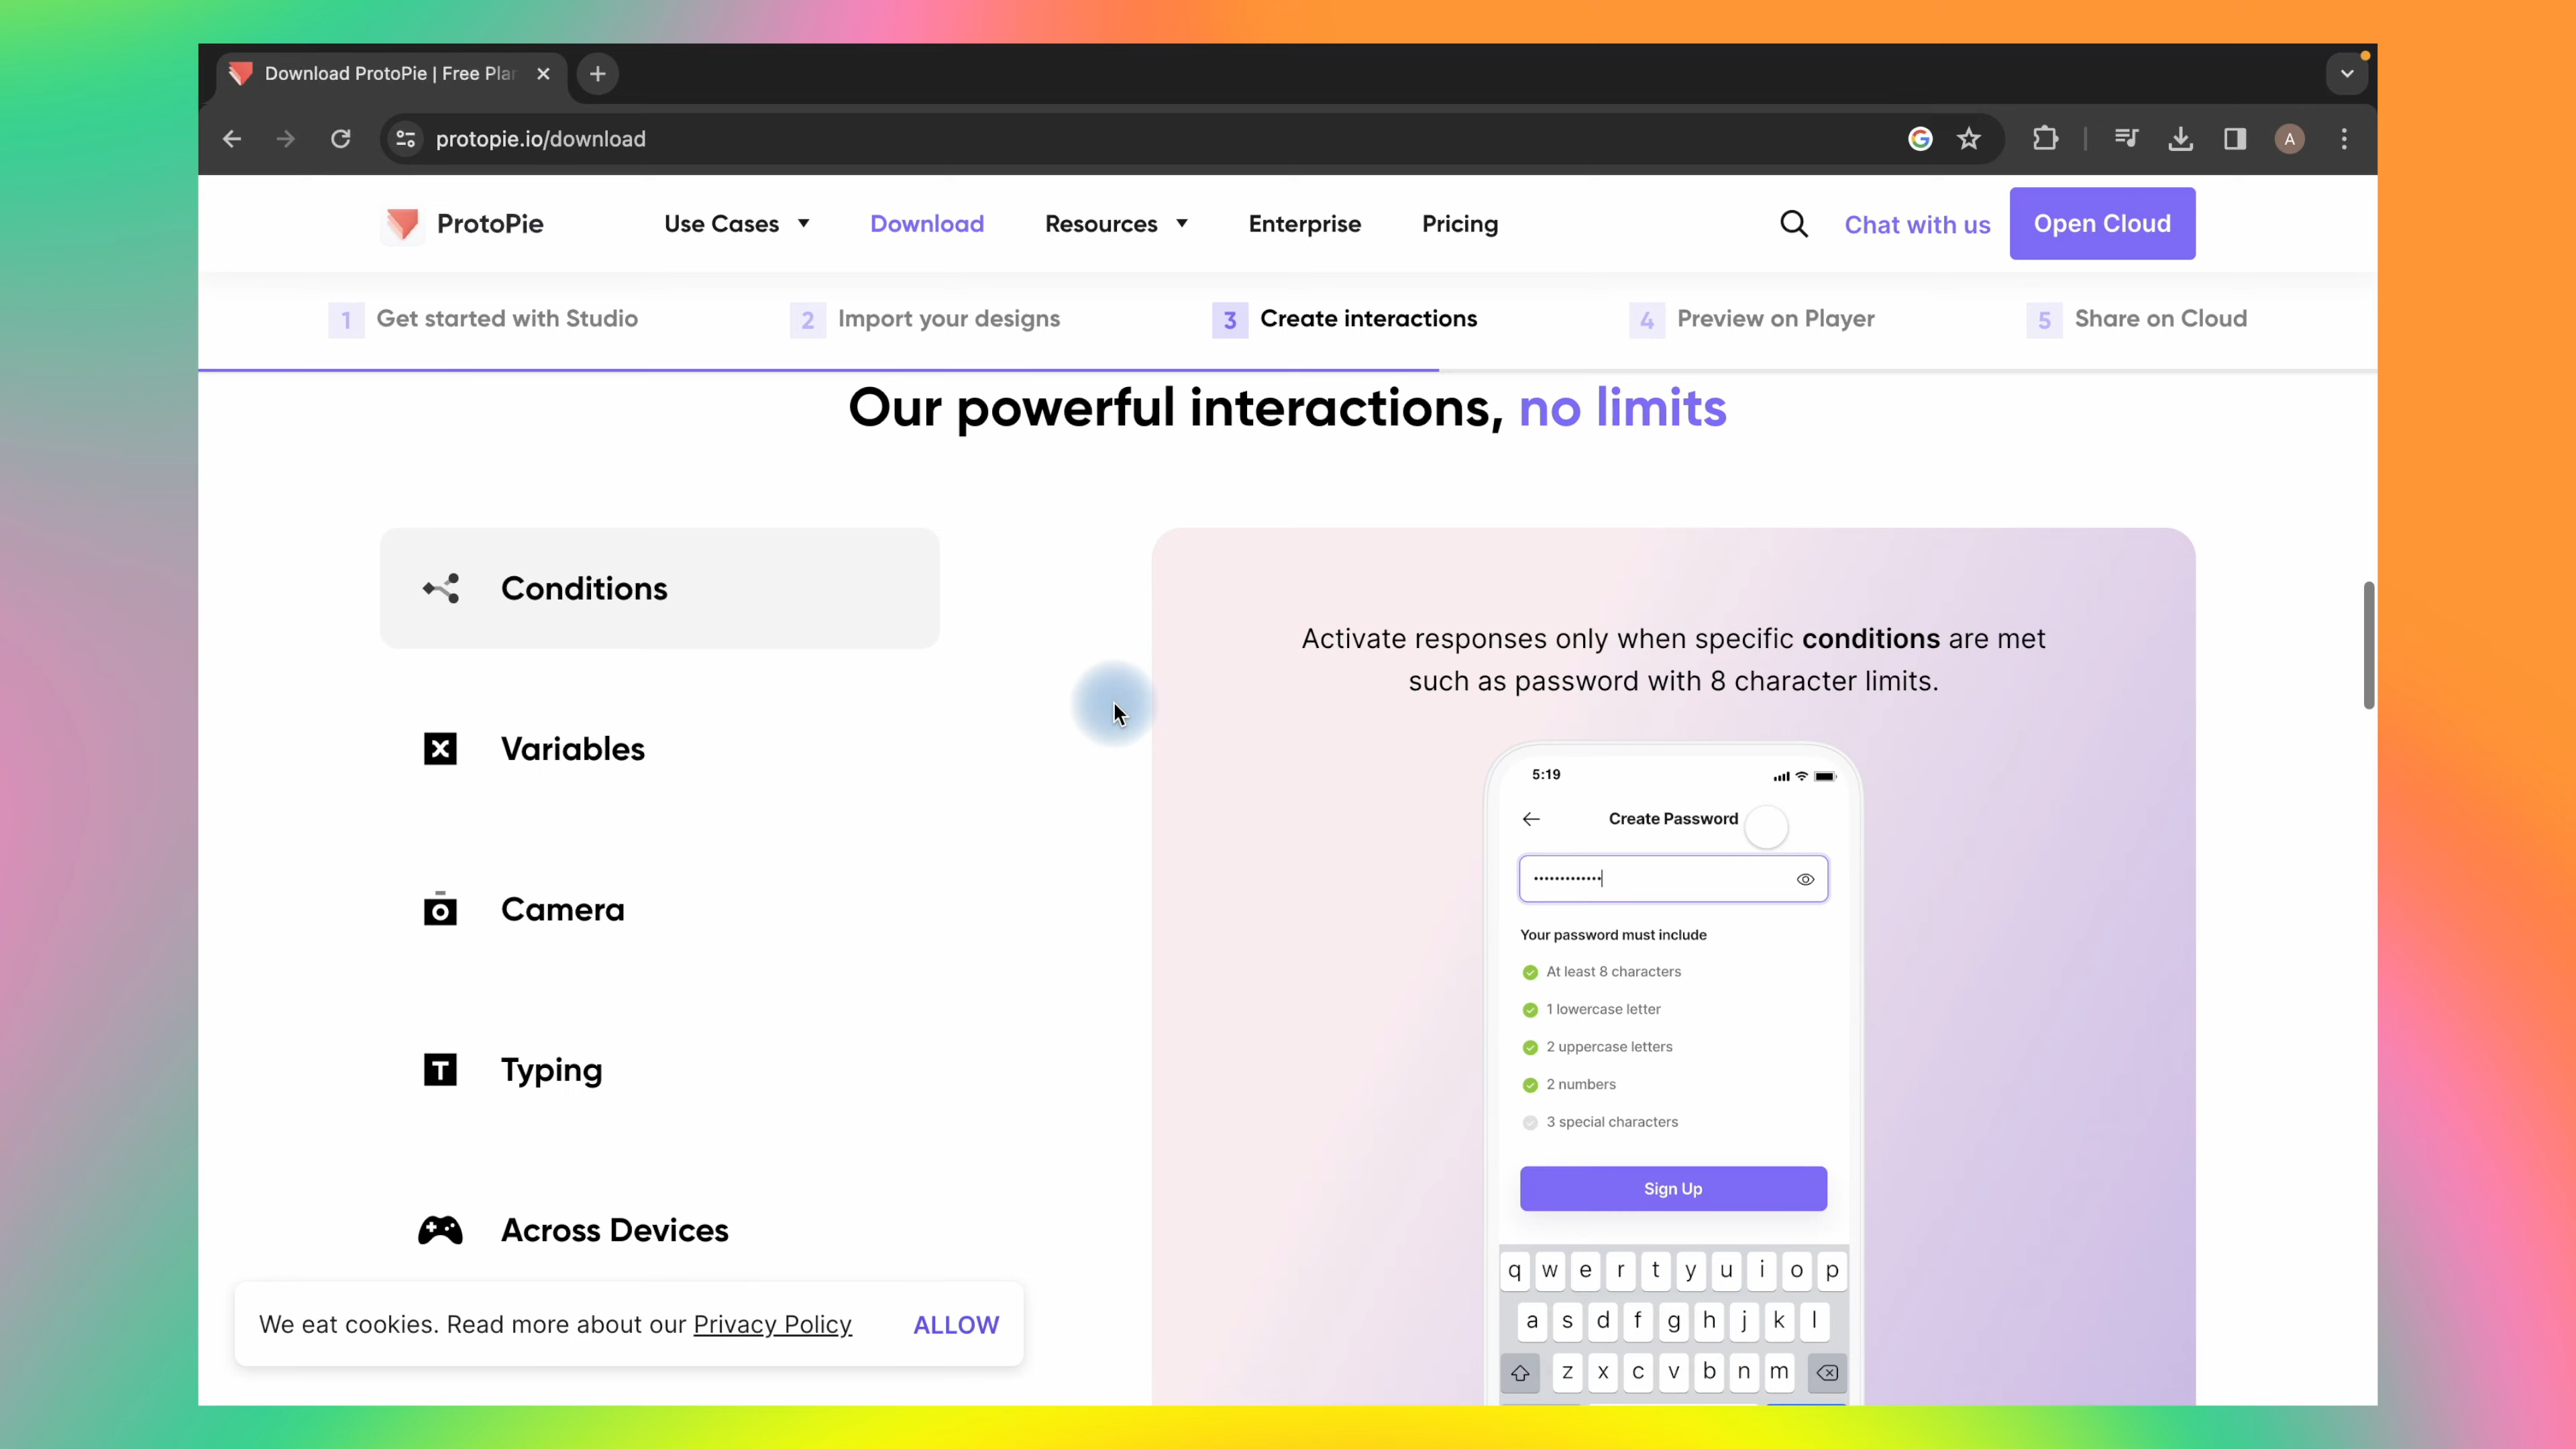 Download ProtoPie | Free Plan
protopie.io/download
A
ProtoPie
Use Cases
Download
Resources
Enterprise
Pricing
Chat with us
Open Cloud
1 Get started with Studio
2 Import your designs
3 Create interactions
4 Preview on Player
5 Share on Cloud
Our powerful interactions, no limits
Conditions
Variables
Camera
Typing
Across Devices
Activate responses only when specific conditions are met
such as password with 8 character limits.
5:19
Create Password
Your password must include
At least 8 characters
1 lowercase letter
2 uppercase letters
2 numbers
3 special characters
Sign Up
q w e r t y u i o p
a s d f g h j k l
z x c v b n m
We eat cookies. Read more about our Privacy Policy
ALLOW